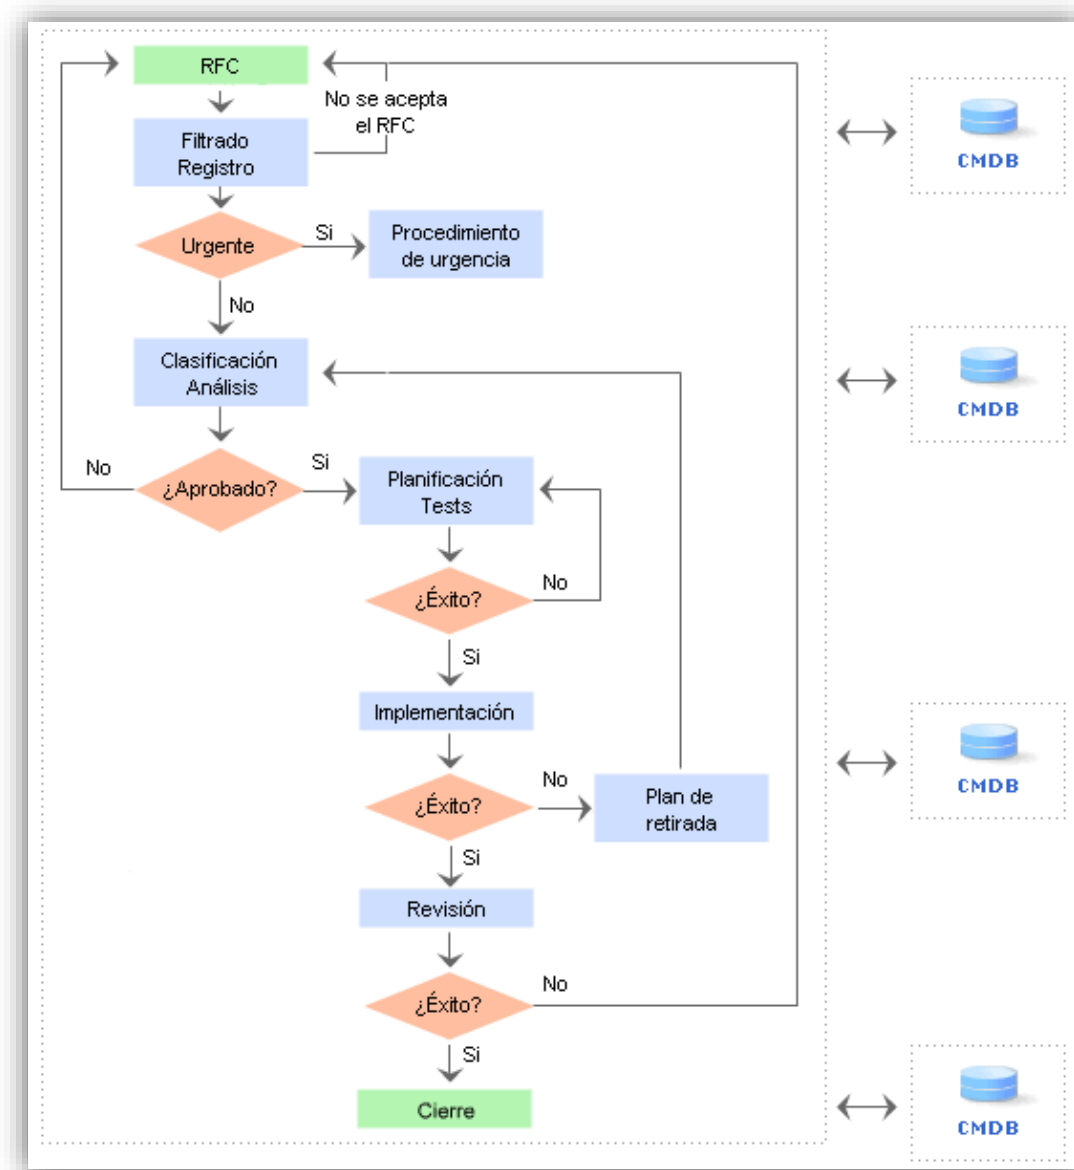 RFC
No se acepta
el RFC
Filtrado
Registro
CMDB
Urgente
Si
Procedimiento
de urgencia
No
Clasificación
Análisis
CMDB
No
¿Aprobado?
Si
Planificación
Tests
¿Éxito?
No
Si
Implementación
¿Éxito?
No
Plan de
retirada
CMDB
Si
Revisión
¿Éxito?
No
Si
Cierre
CMDB